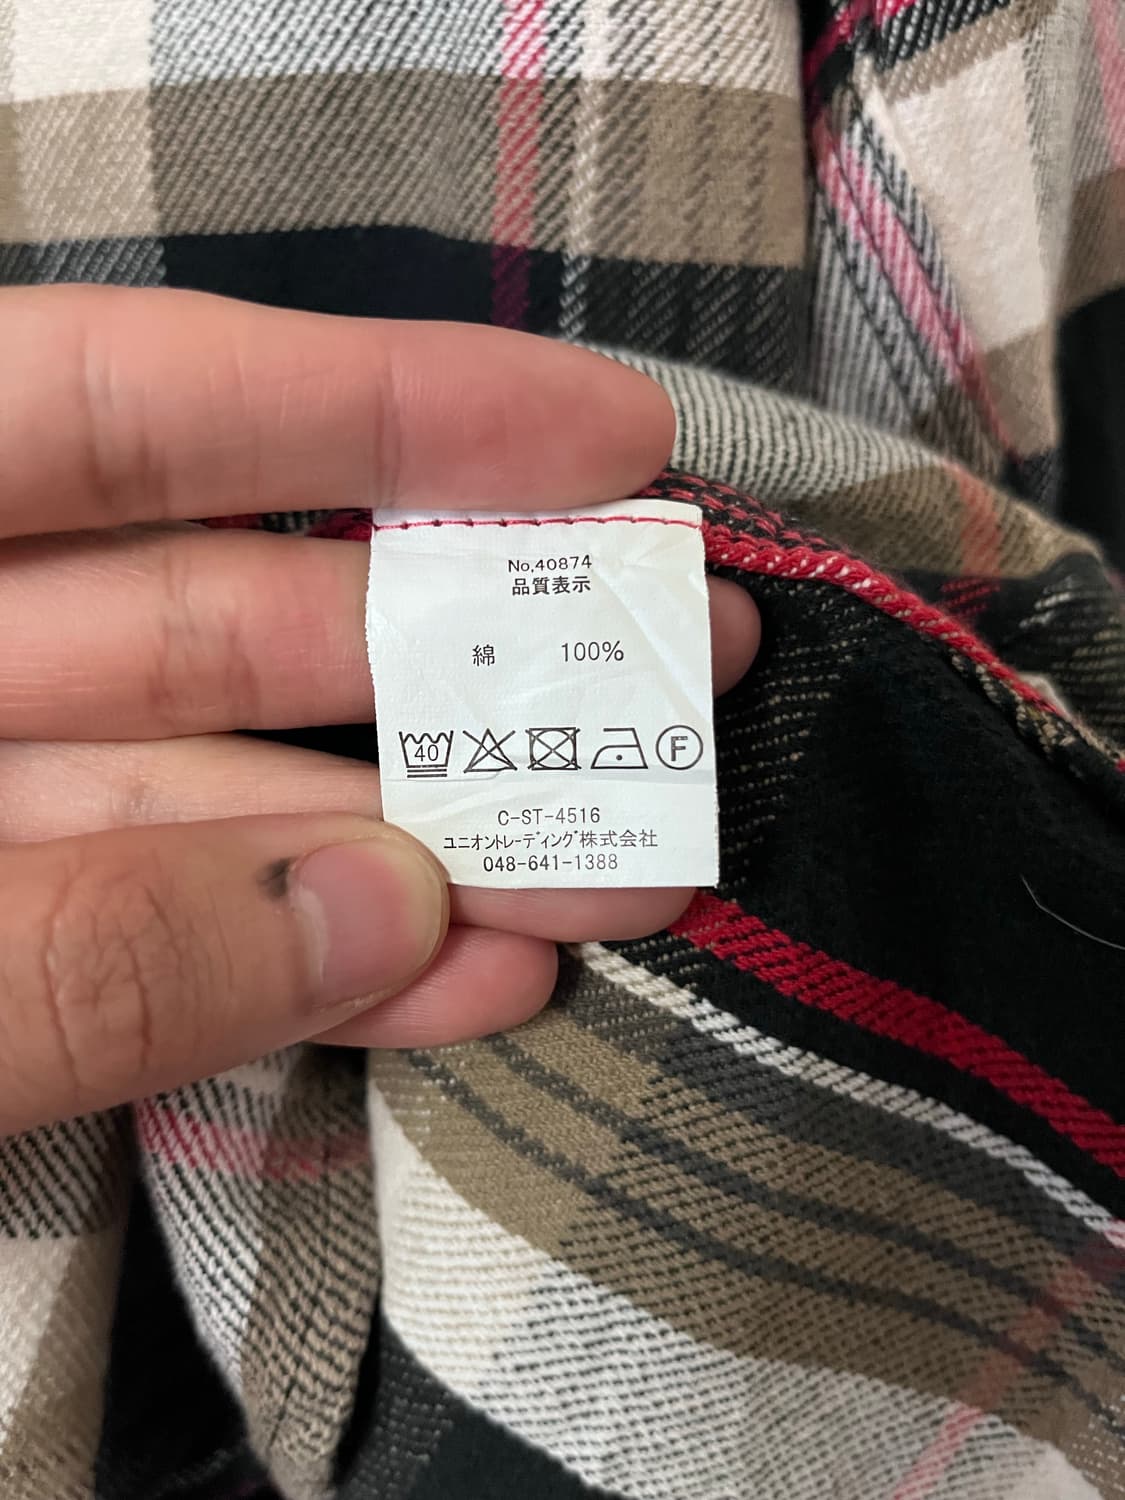 No,40874
品質表示
綿 100%
40 F
C-ST-4516
ユニオントレーディング株式会社
048-641-1388